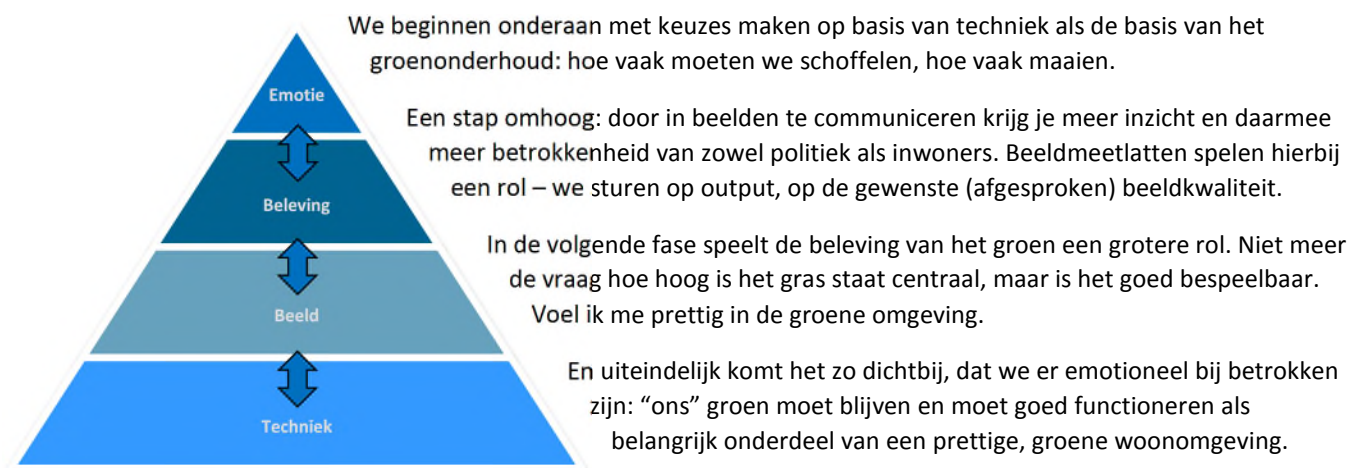 We beginnen onderaan met keuzes maken op basis van techniek als de basis van het
groenonderhoud: hoe vaak moeten we schoffelen, hoe vaak maaien.
Emotie
Een stap omhoog: door in beelden te communiceren krijg je meer inzicht en daarmee
meer betrokkenheid van zowel politiek als inwoners. Beeldmeetlatten spelen hierbij
een rol – we sturen op output, op de gewenste (afgesproken) beeldkwaliteit.
Beleving
In de volgende fase speelt de beleving van het groen een grotere rol. Niet meer
de vraag hoe hoog is het gras staat centraal, maar is het goed bespeelbaar.
Voel ik me prettig in de groene omgeving.
Beeld
En uiteindelijk komt het zo dichtbij, dat we er emotioneel bij betrokken
zijn: “ons” groen moet blijven en moet goed functioneren als
belangrijk onderdeel van een prettige, groene woonomgeving.
Techniek